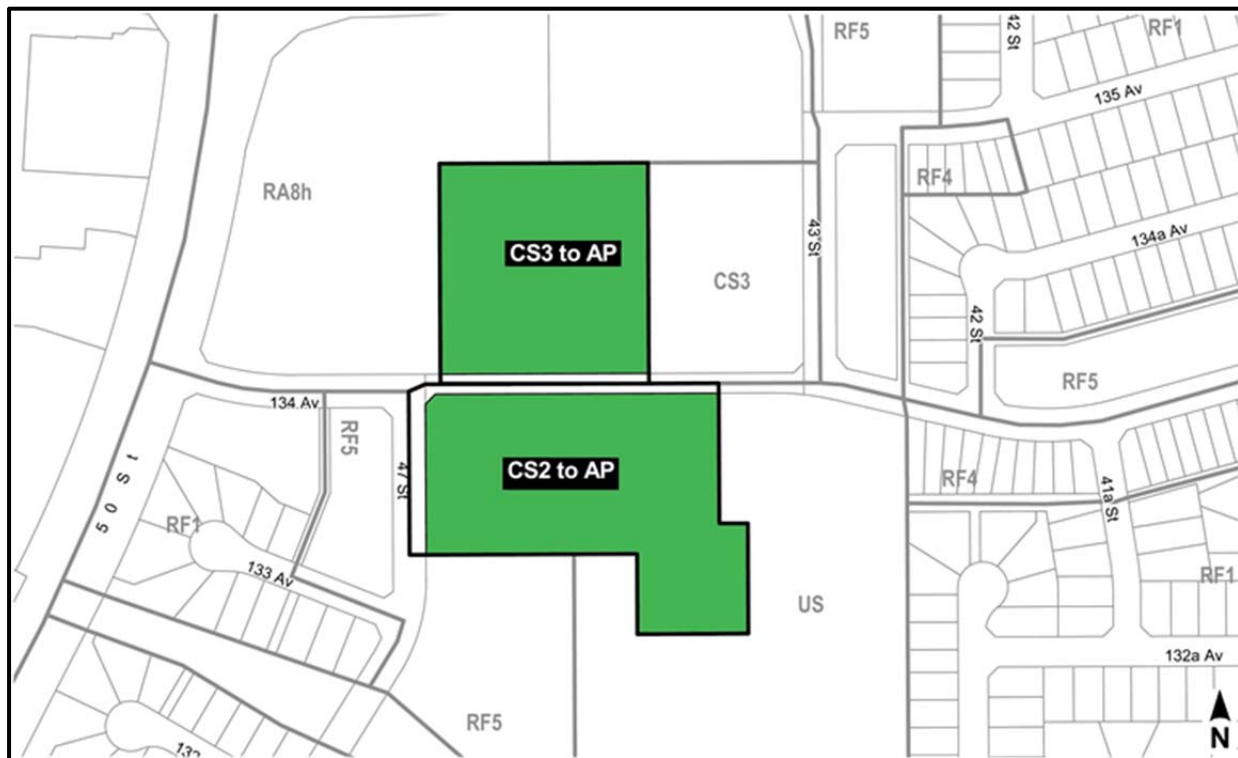 RF5
42 St
RF1
135 Av
RA8h
RF4
CS3 to AP
CS3
43 St
134a Av
42 St
RF5
134 Av
RF5
47 St
CS2 to AP
RF4
41a St
50 St
RF1
133 Av
US
RF1
132a Av
RF5
132
N